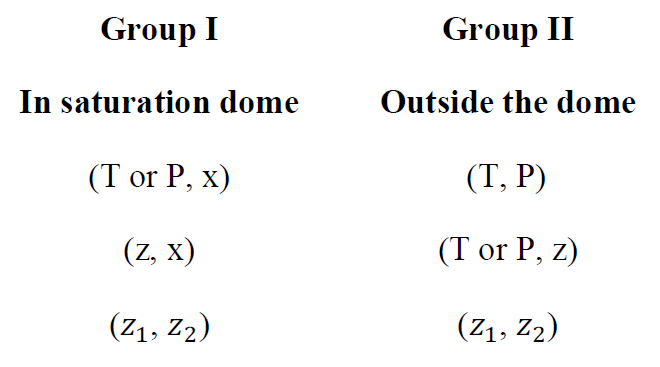 Group I Group II
In saturation dome Outside the dome
(T or P, x) (T, P)
(z, x) (T or P, z)
(z₁, z₂) (z₁, z₂)